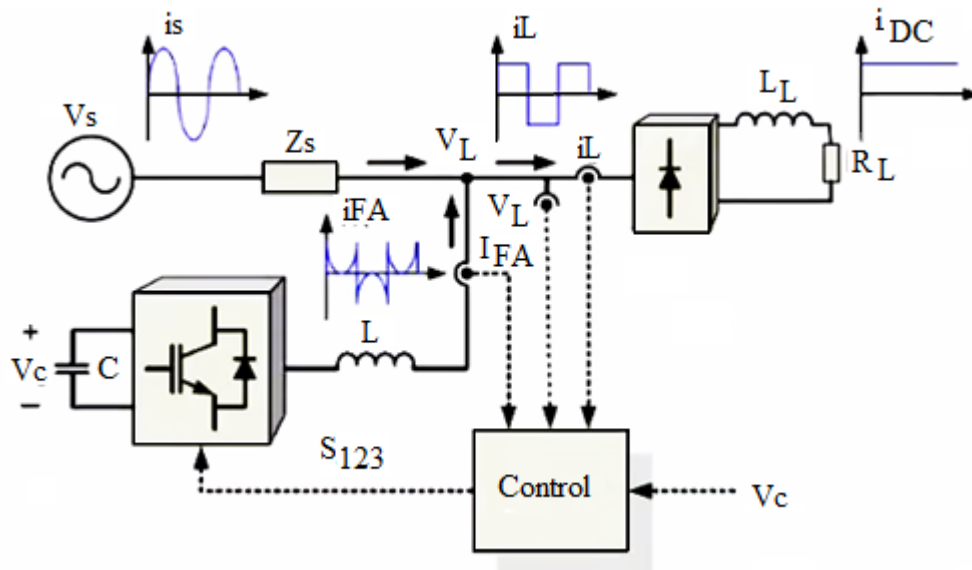 is
iL
i DC
Vs
Zs
VL
iL
LL
RL
VL
iFA
IFA
L
+
Vc
C
−
S123
Control
Vc